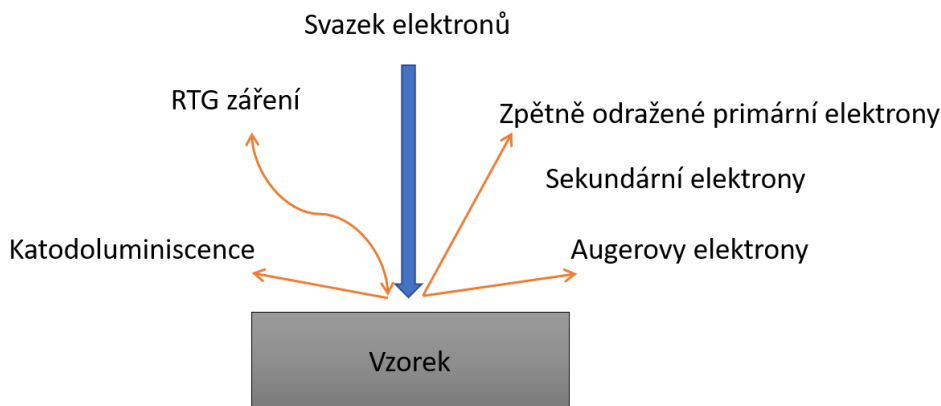 Svazek elektronů
RTG záření
Zpětně odražené primární elektrony
Sekundární elektrony
Katodoluminiscence
Augerovy elektrony
Vzorek